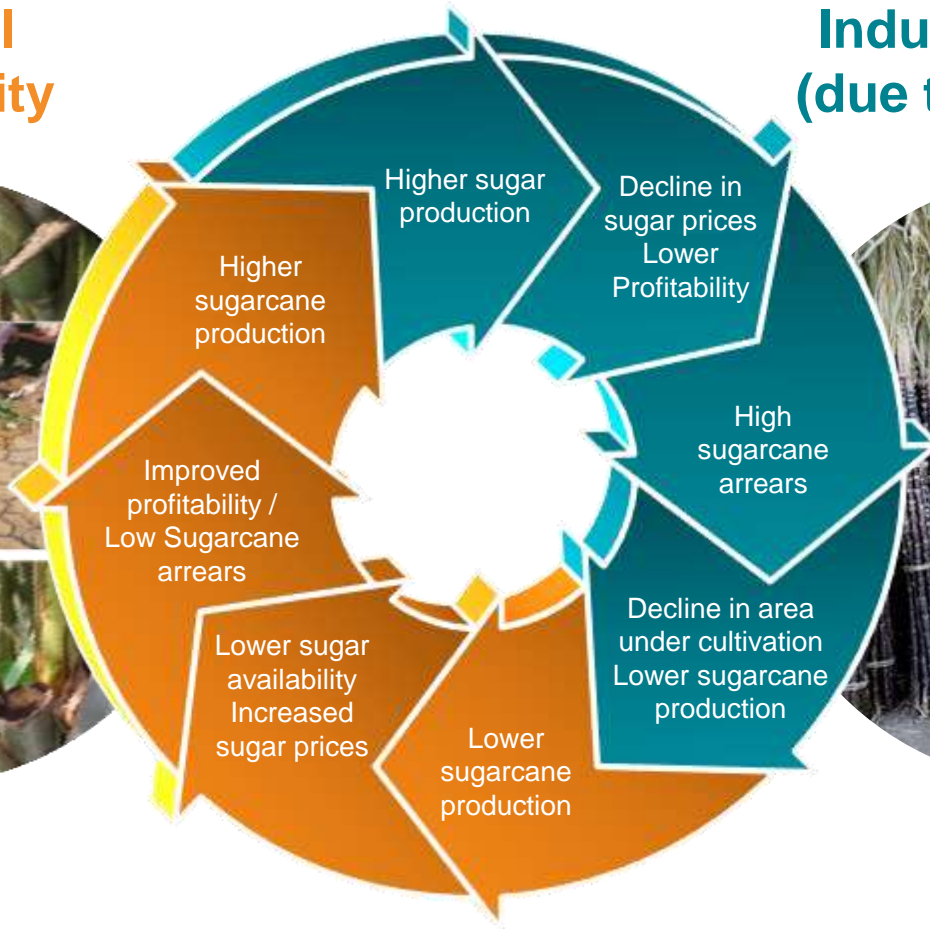 l
ity
Indu
(due t
Higher sugar
production
Decline in
sugar prices
Lower
Profitability
High
sugarcane
arrears
Decline in area
under cultivation
Lower sugarcane
production
Lower
sugarcane
production
Lower sugar
availability
Increased
sugar prices
Improved
profitability /
Low Sugarcane
arrears
Higher
sugarcane
production